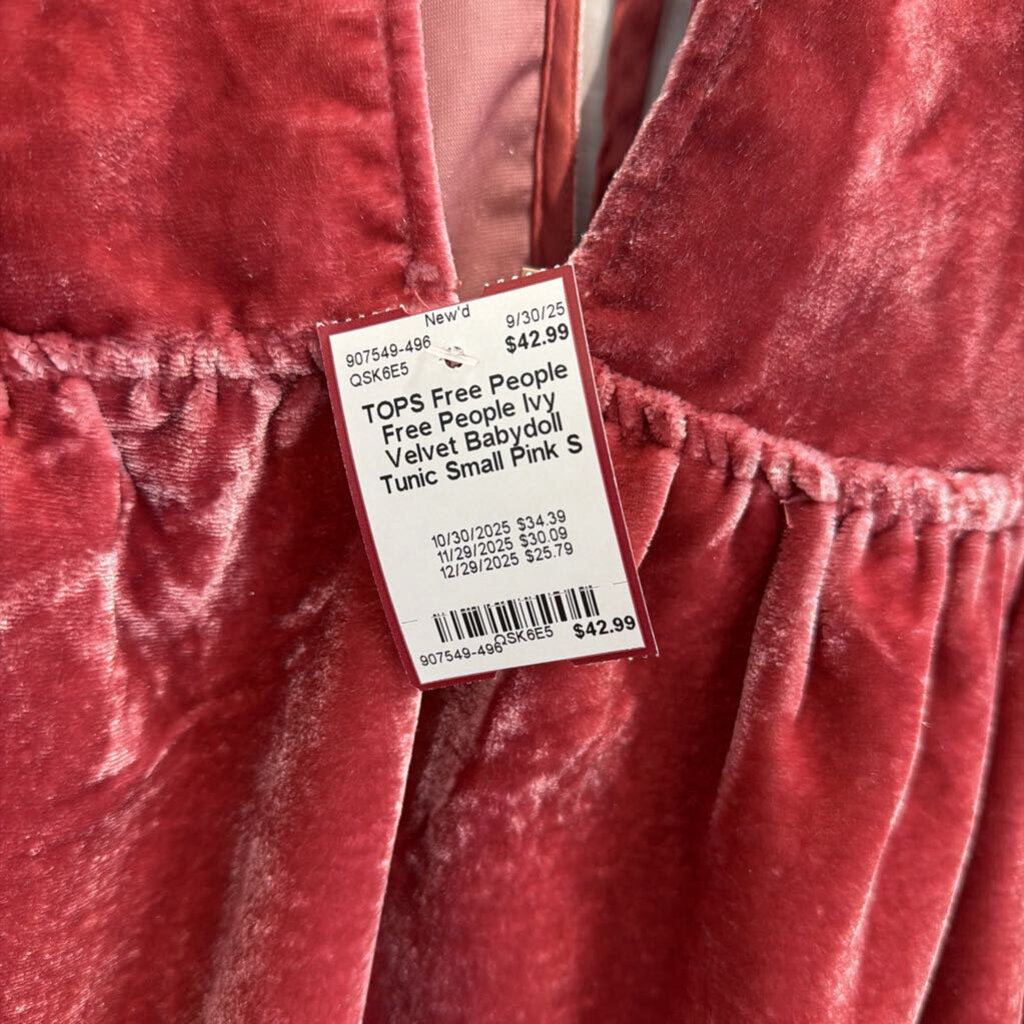 New'd
907549-496 9/30/25
QSK6E5 $42.99
TOPS Free People
Free People Ivy
Velvet Babydoll
Tunic Small Pink S
10/30/2025 $34.39
11/29/2025 $30.09
12/29/2025 $25.79
907549-496 QSK6E5 $42.99